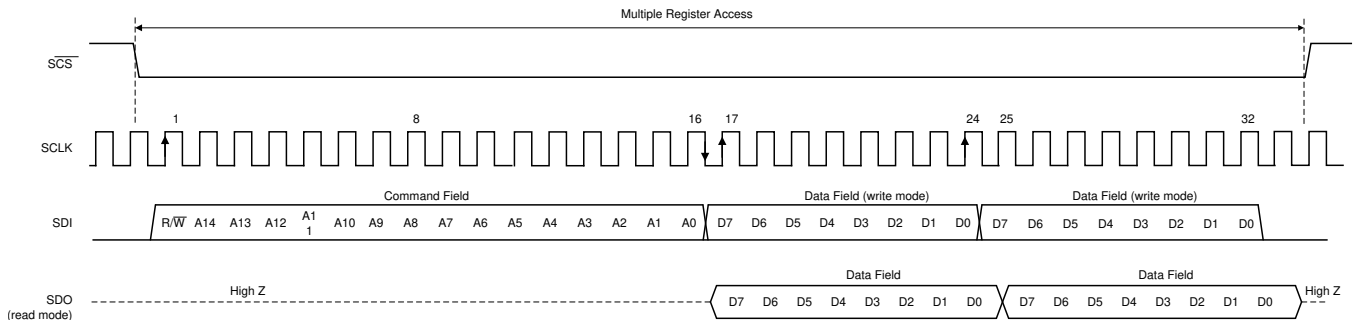 Multiple Register Access
SCS
1 8 16 17 24 25 32
SCLK
Command Field Data Field (write mode) Data Field (write mode)
SDI R/W A14 A13 A12 A1 A10 A9 A8 A7 A6 A5 A4 A3 A2 A1 A0 D7 D6 D5 D4 D3 D2 D1 D0 D7 D6 D5 D4 D3 D2 D1 D0
1
Data Field Data Field
High Z High Z
SDO D7 D6 D5 D4 D3 D2 D1 D0 D7 D6 D5 D4 D3 D2 D1 D0
(read mode)